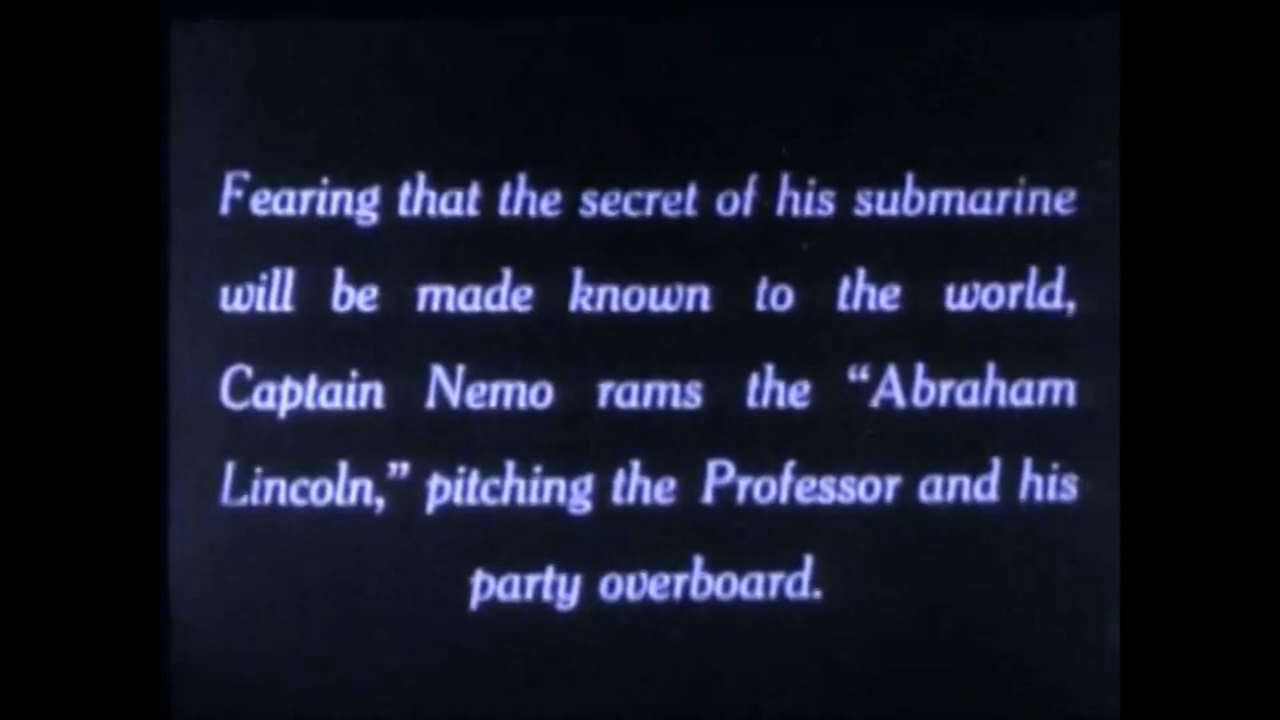 Fearing that the secret of his submarine
will be made known to the world,
Captain Nemo rams the “Abraham
Lincoln,” pitching the Professor and his
party overboard.